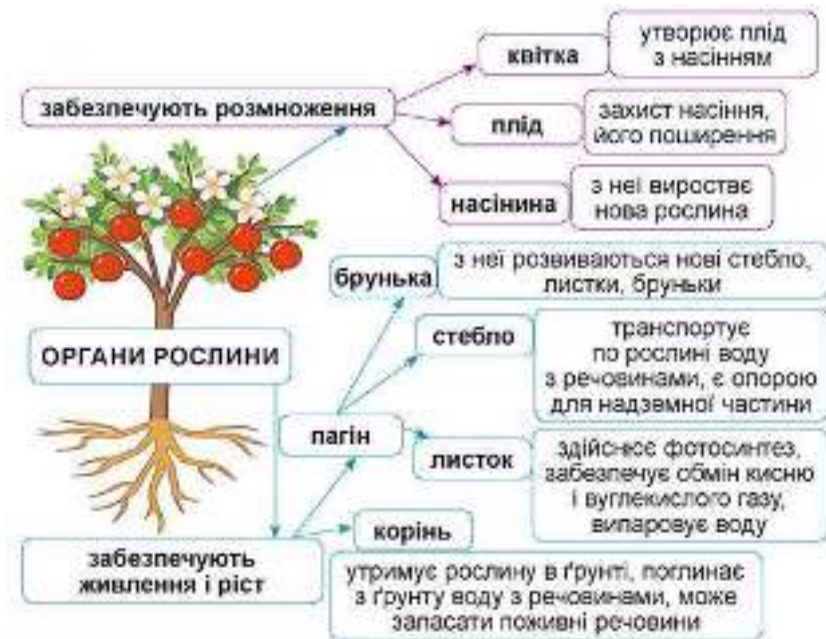 забезпечують розмноження
квітка
утворює плід
з насінням
плід
захист насіння,
його поширення
насінина
з неї виростає
нова рослина
ОРГАНИ РОСЛИНИ
брунька
з неї розвиваються нові стебло,
листки, бруньки
стебло
транспортує
по рослині воду
з речовинами, є опорою
для надземної частини
пагін
листок
здійснює фотосинтез,
забезпечує обмін кисню
і вуглекислого газу,
випаровує воду
забезпечують
живлення і ріст
корінь
утримує рослину в ґрунті, поглинає
з ґрунту воду з речовинами, може
запасати поживні речовини